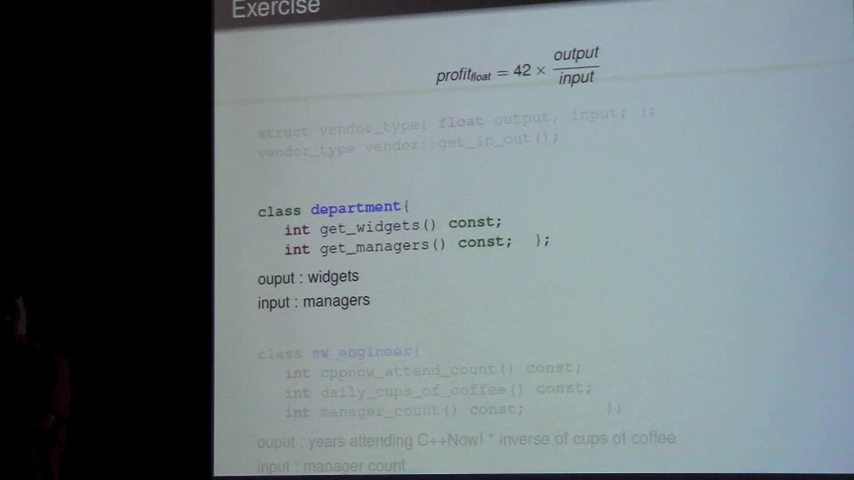 Exercise
profit_float = 42 × output / input
struct vendor_type{ float output, input; };
vendor_type vendor::get_in_out();
class department{
int get_widgets() const;
int get_managers() const; };
ouput : widgets
input : managers
class sw_engineer{
int cppnow_attend_count() const;
int daily_cups_of_coffee() const;
int manager_count() const; };
ouput : years attending C++Now! * inverse of cups of coffee
input : manager count